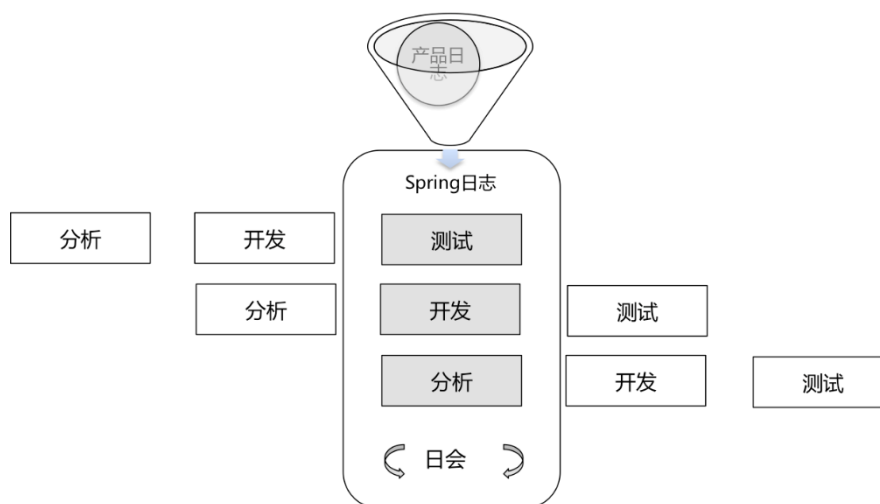 产品日
志
Spring日志
分析 开发 测试
分析 开发 测试
分析 开发 测试
日会